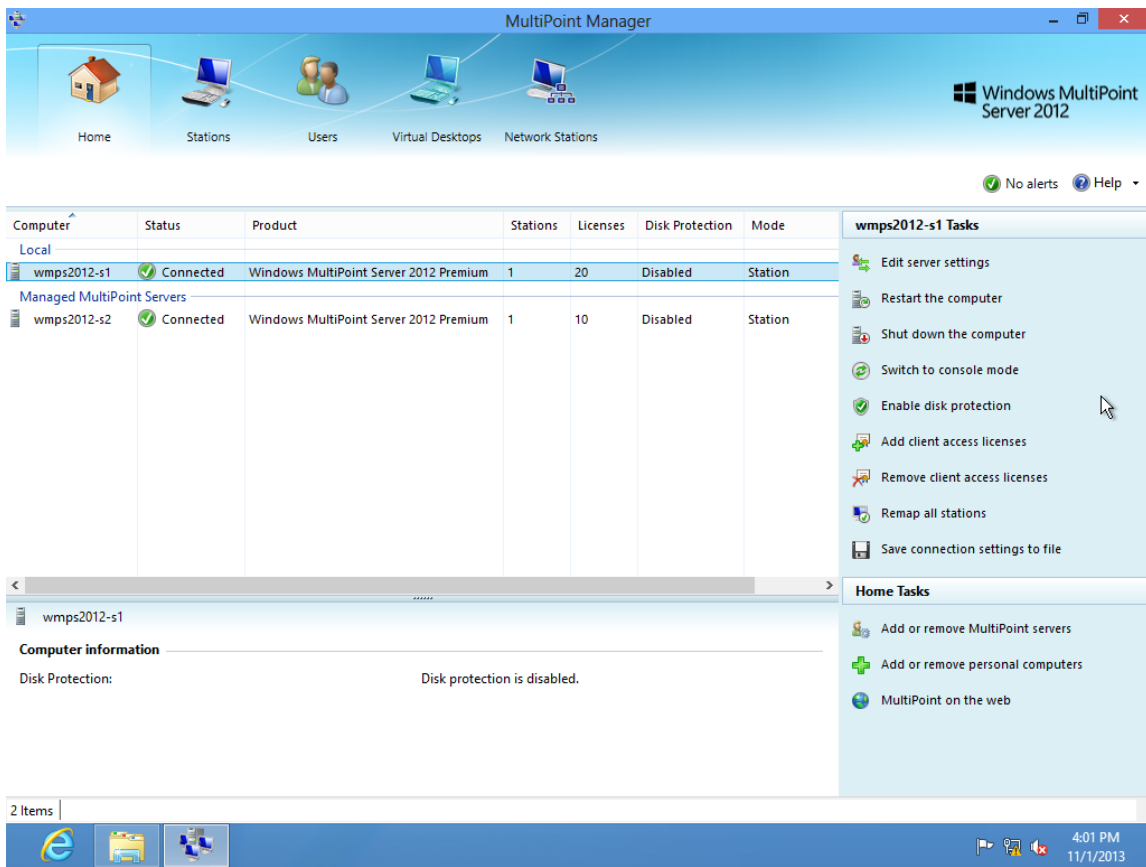 MultiPoint Manager
Home Stations Users Virtual Desktops Network Stations
Windows MultiPoint
Server 2012
No alerts Help
Computer Status Product Stations Licenses Disk Protection Mode
Local
wmps2012-s1 Connected Windows MultiPoint Server 2012 Premium 1 20 Disabled Station
Managed MultiPoint Servers
wmps2012-s2 Connected Windows MultiPoint Server 2012 Premium 1 10 Disabled Station
wmps2012-s1 Tasks
Edit server settings
Restart the computer
Shut down the computer
Switch to console mode
Enable disk protection
Add client access licenses
Remove client access licenses
Remap all stations
Save connection settings to file
Home Tasks
Add or remove MultiPoint servers
Add or remove personal computers
MultiPoint on the web
wmps2012-s1
Computer information
Disk Protection: Disk protection is disabled.
2 Items
4:01 PM
11/1/2013